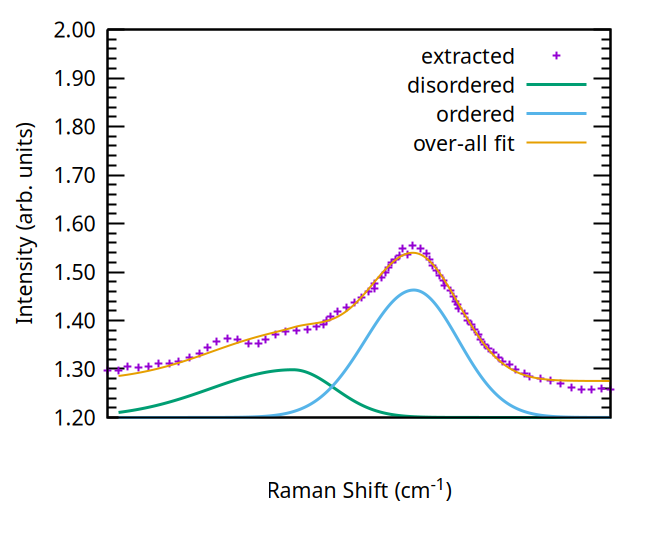 2.00
1.90
1.80
1.70
1.60
1.50
1.40
1.30
1.20
Intensity (arb. units)
extracted
disordered
ordered
over-all fit
Raman Shift (cm⁻¹)